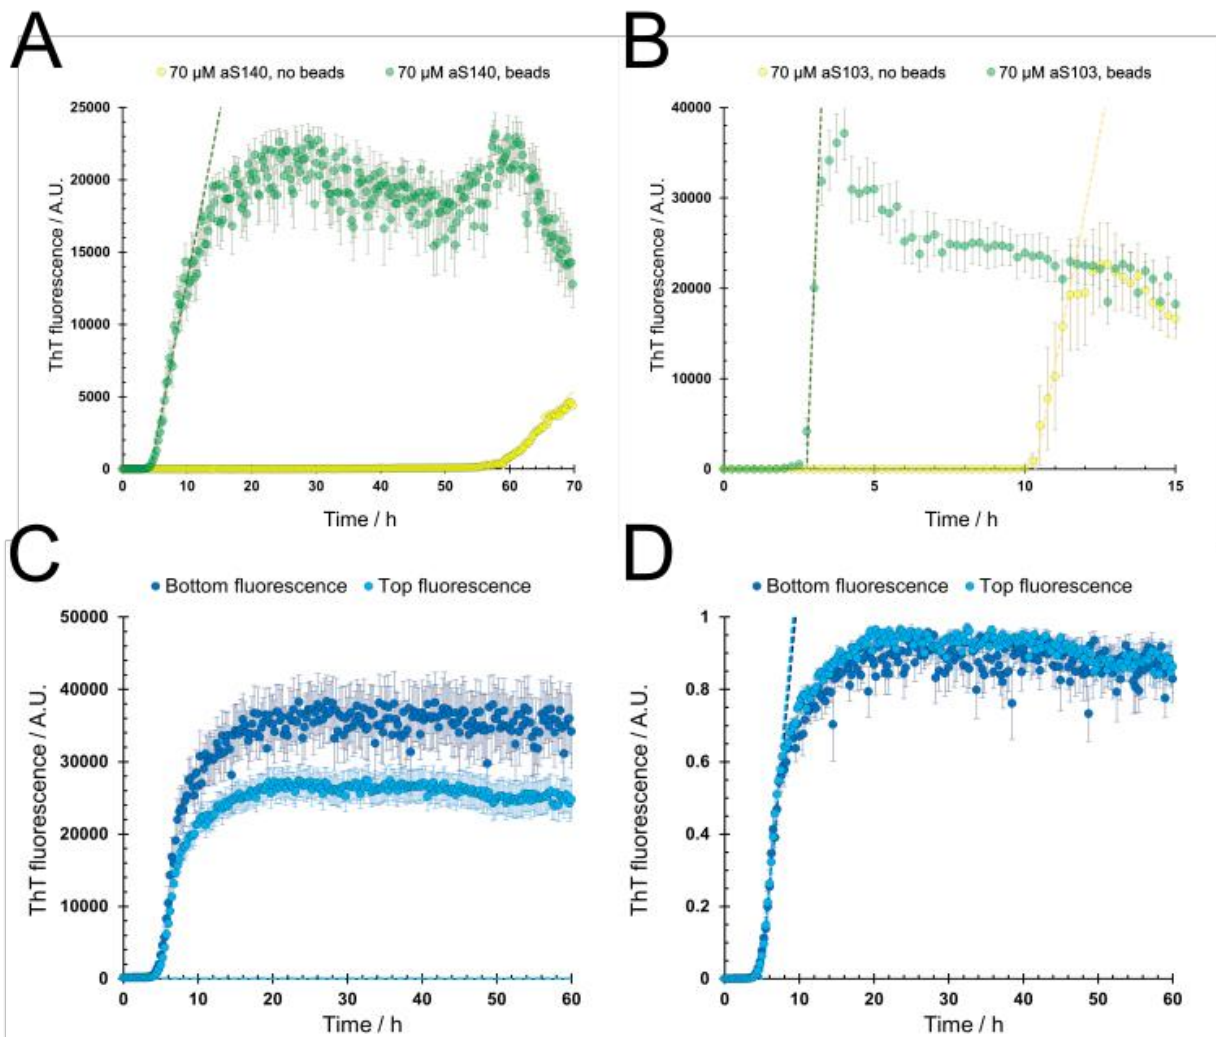 A
70 µM aS140, no beads 70 µM aS140, beads
25000
20000
15000
10000
5000
0
ThT fluorescence / A.U.
0 10 20 30 40 50 60 70
Time / h
B
70 µM aS103, no beads 70 µM aS103, beads
40000
30000
20000
10000
0
ThT fluorescence / A.U.
0 5 10 15
Time / h
C
Bottom fluorescence Top fluorescence
50000
40000
30000
20000
10000
0
ThT fluorescence / A.U.
0 10 20 30 40 50 60
Time / h
D
Bottom fluorescence Top fluorescence
1
0.8
0.6
0.4
0.2
0
ThT fluorescence / A.U.
0 10 20 30 40 50 60
Time / h